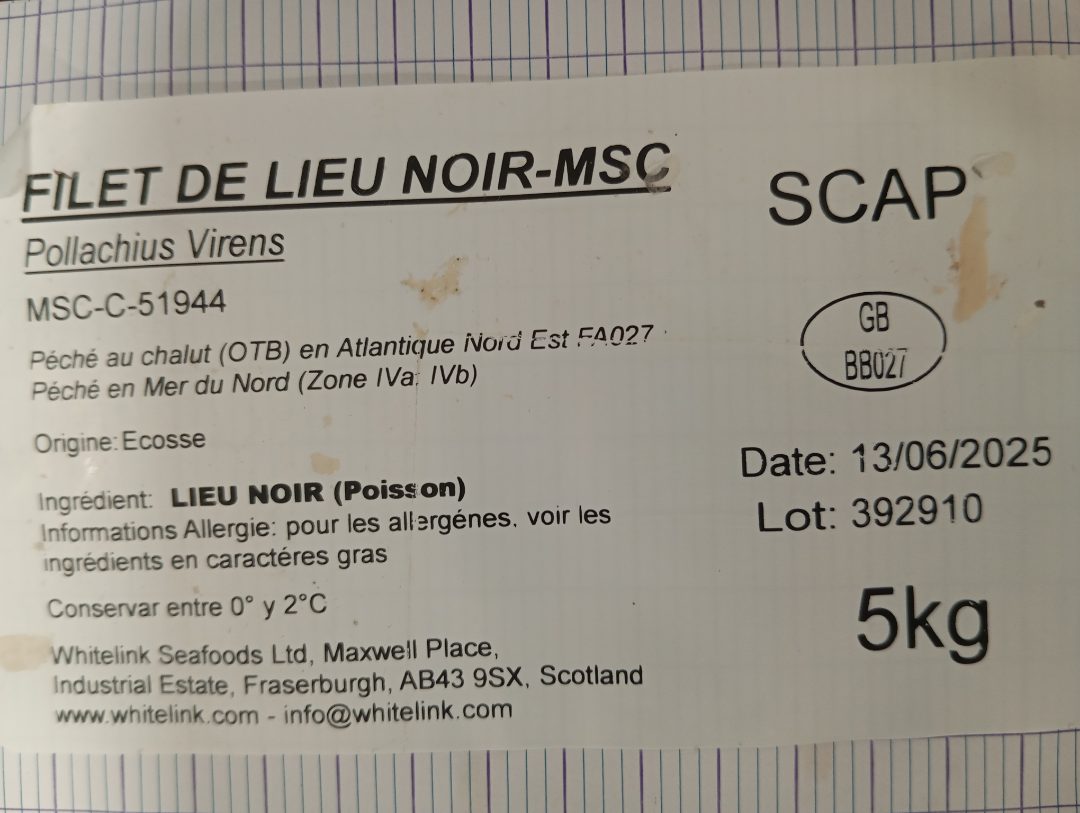 FILET DE LIEU NOIR-MSC
SCAP
Pollachius Virens
MSC-C-51944
GB
BB027
Péché au chalut (OTB) en Atlantique Nord Est FA027
Péché en Mer du Nord (Zone IVa, IVb)
Origine: Ecosse
Date: 13/06/2025
Ingrédient: LIEU NOIR (Poisson)
Lot: 392910
Informations Allergie: pour les allergénes, voir les
ingrédients en caractéres gras
Conservar entre 0° y 2°C
5kg
Whitelink Seafoods Ltd, Maxwell Place,
Industrial Estate, Fraserburgh, AB43 9SX, Scotland
www.whitelink.com - info@whitelink.com